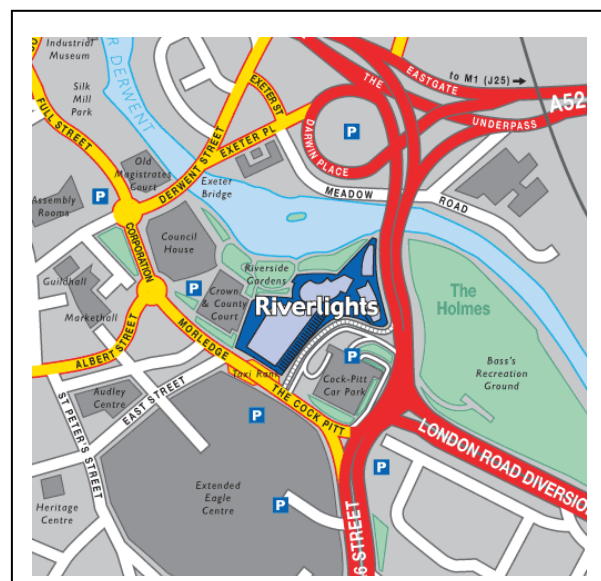 Industrial
Museum
Silk
Mill
Park
FULL STREET
DERWENT
EXETER ST
EXETER PL
DERWENT STREET
THE
EASTGATE
to M1 (J25)
A52
UNDERPASS
P
DARWIN PLACE
MEADOW
ROAD
Old
Magistrates
Court
Exeter
Bridge
P
Assembly
Rooms
CORPORATION
Council
House
Riverside
Gardens
Guildhall
Markethall
P
Crown
& County
Court
Riverlights
The
Holmes
Bass's
Recreation
Ground
MORLEDGE
ALBERT STREET
Taxi Rank
P
Cock-Pitt
Car Park
Audley
Centre
EAST STREET
ST PETER'S STREET
THE COCK PITT
P
LONDON ROAD DIVERSION
P
Extended
Eagle
Centre
P
Heritage
Centre
P
6 STREET